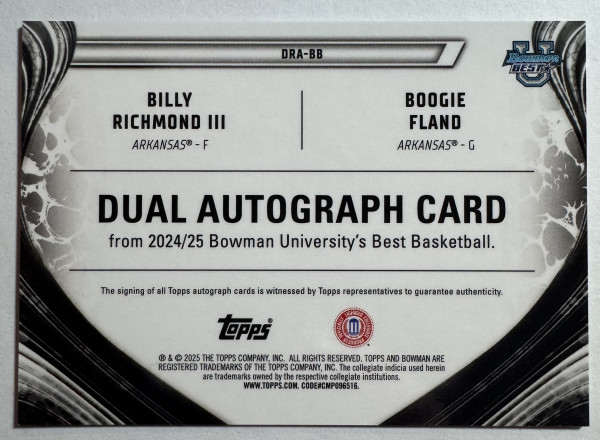 DRA-BB
U
Bowman
BEST
BILLY
RICHMOND III
ARKANSAS® - F
BOOGIE
FLAND
ARKANSAS® - G
DUAL AUTOGRAPH CARD
from 2024/25 Bowman University's Best Basketball.
The signing of all Topps autograph cards is witnessed by Topps representatives to guarantee authenticity.
topps®
® & © 2025 THE TOPPS COMPANY, INC. ALL RIGHTS RESERVED. TOPPS AND BOWMAN ARE
REGISTERED TRADEMARKS OF THE TOPPS COMPANY, INC. The collegiate indicia used herein
are trademarks owned by the respective collegiate institutions.
WWW.TOPPS.COM. CODE#CMP096516.